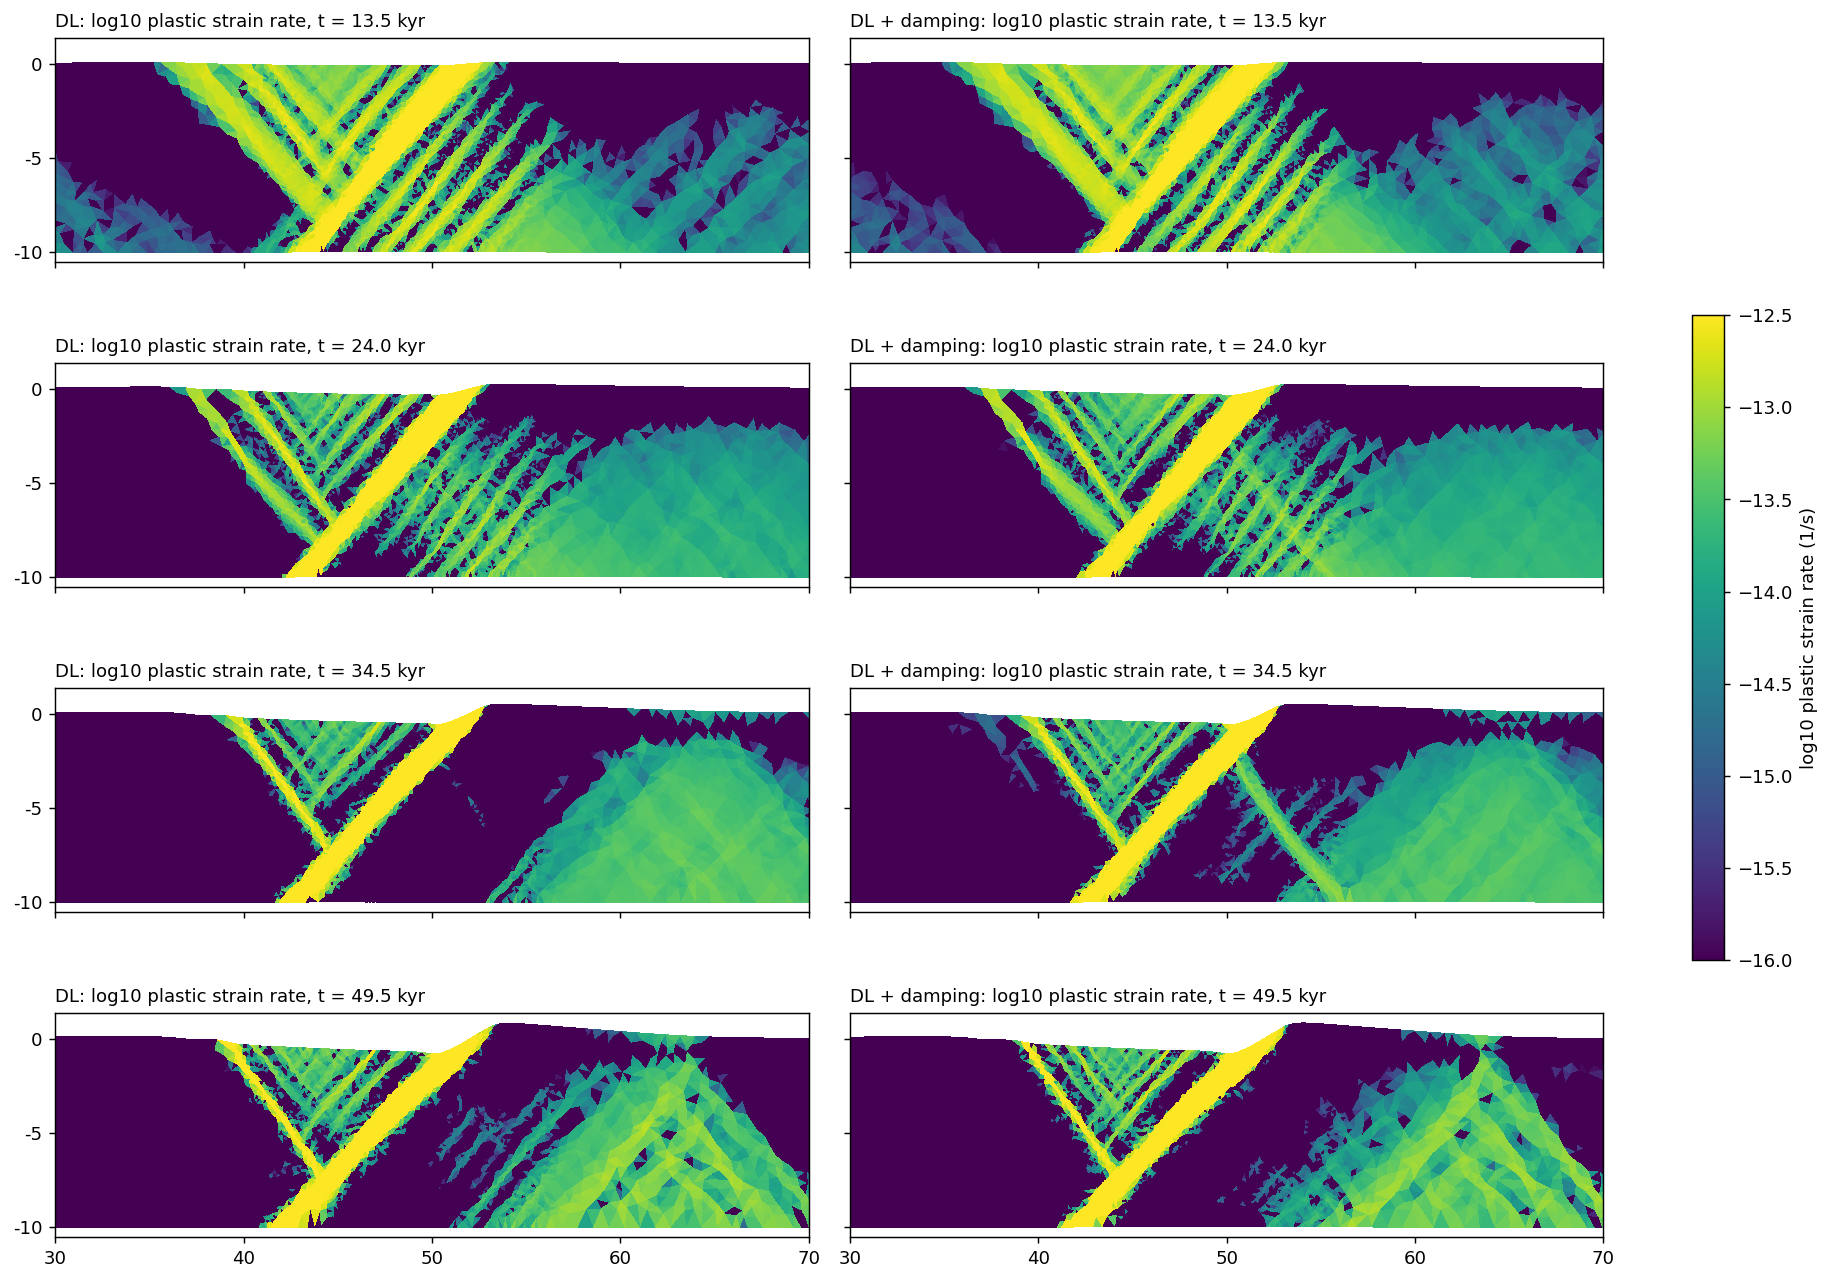 DL: log10 plastic strain rate, t = 13.5 kyr
DL + damping: log10 plastic strain rate, t = 13.5 kyr
0
-5
-10
DL: log10 plastic strain rate, t = 24.0 kyr
DL + damping: log10 plastic strain rate, t = 24.0 kyr
0
-5
-10
DL: log10 plastic strain rate, t = 34.5 kyr
DL + damping: log10 plastic strain rate, t = 34.5 kyr
0
-5
-10
DL: log10 plastic strain rate, t = 49.5 kyr
DL + damping: log10 plastic strain rate, t = 49.5 kyr
0
-5
-10
30 40 50 60 70
30 40 50 60 70
−12.5
−13.0
−13.5
−14.0
−14.5
−15.0
−15.5
−16.0
log10 plastic strain rate (1/s)